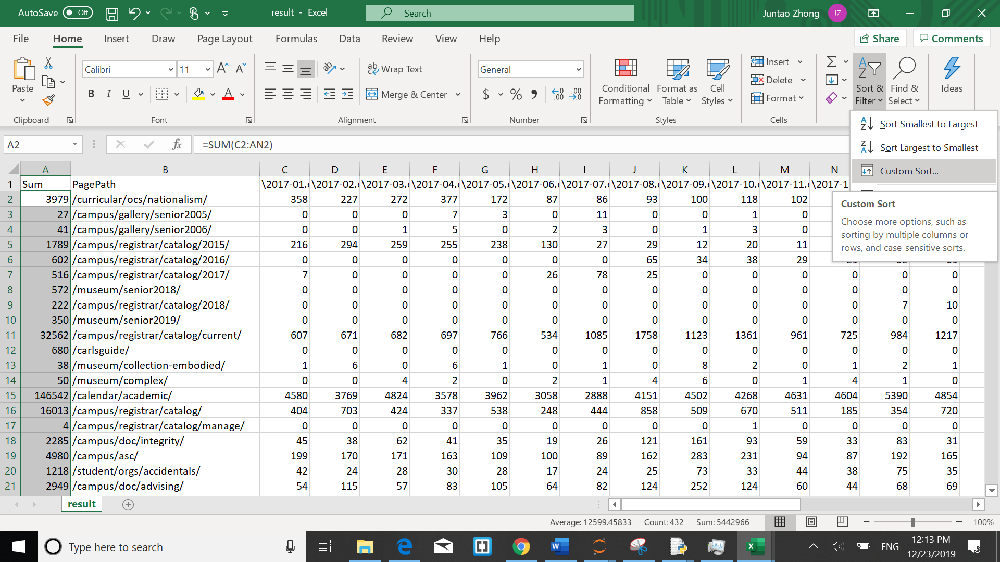 AutoSave Off result - Excel Search Juntao Zhong JZ
File Home Insert Draw Page Layout Formulas Data Review View Help Share Comments
Paste Calibri 11 A A ab Wrap Text General Conditional Formatting Format as Table Cell Styles Insert Delete Format Sort & Filter Find & Select Ideas
B I U A Merge & Center $ % 9 .00 .00
Clipboard Font Alignment Number Styles Cells
Sort Smallest to Largest
Sort Largest to Smallest
Custom Sort...
Custom Sort
Choose more options, such as
sorting by multiple columns or
rows, and case-sensitive sorts.
A2 fx =SUM(C2:AN2)
A B C D E F G H I J K L M N
1 Sum PagePath \2017-01.c \2017-02.c \2017-03.c \2017-04.c \2017-05.c \2017-06.c \2017-07.c \2017-08.c \2017-09.c \2017-10.c \2017-11.c \2017-12
2 3979 /curricular/ocs/nationalism/ 358 227 272 377 172 87 86 93 100 118 102
3 27 /campus/gallery/senior2005/ 0 0 0 7 3 0 11 0 0 1 0
4 41 /campus/gallery/senior2006/ 0 0 1 5 0 2 3 0 1 3 0
5 1789 /campus/registrar/catalog/2015/ 216 294 259 255 238 130 27 29 12 20 11
6 602 /campus/registrar/catalog/2016/ 0 0 0 0 0 0 0 65 34 38 29
7 516 /campus/registrar/catalog/2017/ 7 0 0 0 0 26 78 25 0 0 0 0 0 0
8 572 /museum/senior2018/ 0 0 0 0 0 0 0 0 0 0 0 0 0 0
9 222 /campus/registrar/catalog/2018/ 0 0 0 0 0 0 0 0 0 0 0 0 7 10
10 350 /museum/senior2019/ 0 0 0 0 0 0 0 0 0 0 0 0 0 0
11 32562 /campus/registrar/catalog/current/ 607 671 682 697 766 534 1085 1758 1123 1361 961 725 984 1217
12 680 /carlsguide/ 0 0 0 0 0 0 0 0 0 0 0 0 0 0
13 38 /museum/collection-embodied/ 1 6 0 6 1 0 1 0 8 2 0 1 2 1
14 50 /museum/complex/ 0 0 4 2 0 2 1 4 6 0 1 4 1 0
15 146542 /calendar/academic/ 4580 3769 4824 3578 3962 3058 2888 4151 4502 4268 4631 4604 5390 4854
16 16013 /campus/registrar/catalog/ 404 703 424 337 538 248 444 858 509 670 511 185 354 720
17 4 /campus/registrar/catalog/manage/ 0 0 0 0 0 0 0 0 0 1 0 0 0 0
18 2285 /campus/doc/integrity/ 45 38 62 41 35 19 26 121 161 93 59 33 83 31
19 4980 /campus/asc/ 199 170 171 163 109 100 89 162 283 231 94 87 192 165
20 1218 /student/orgs/accidentals/ 42 24 28 30 28 17 24 25 73 33 44 38 75 35
21 2949 /campus/doc/advising/ 54 115 57 83 105 64 82 124 252 124 60 44 68 69
result
Average: 12599.45833 Count: 432 Sum: 5442966 100%
Type here to search ENG 12:13 PM
12/23/2019